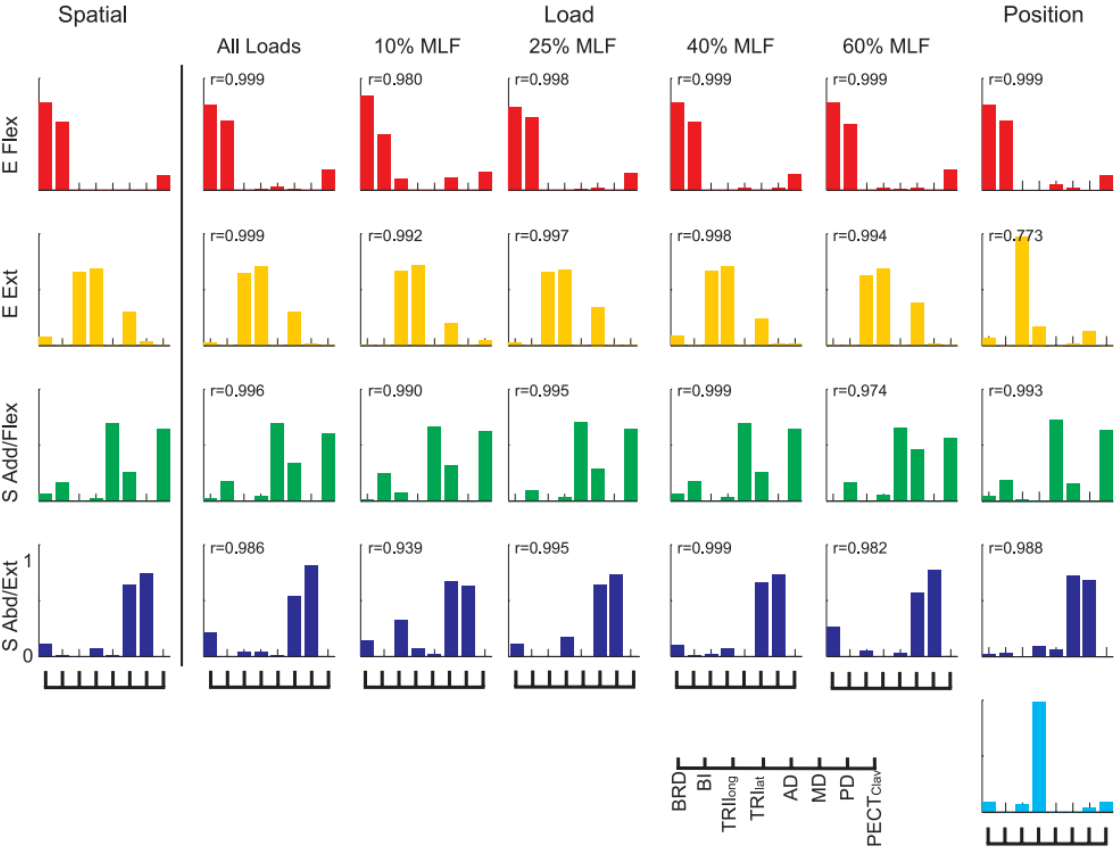 Spatial Load Position
All Loads 10% MLF 25% MLF 40% MLF 60% MLF
E Flex
r=0.999 r=0.980 r=0.998 r=0.999 r=0.999 r=0.999
E Ext
r=0.999 r=0.992 r=0.997 r=0.998 r=0.994 r=0.773
S Add/Flex
r=0.996 r=0.990 r=0.995 r=0.999 r=0.974 r=0.993
S Abd/Ext
1
0
r=0.986 r=0.939 r=0.995 r=0.999 r=0.982 r=0.988
BRD
BI
TRIlong
TRIlat
AD
MD
PD
PECTClav